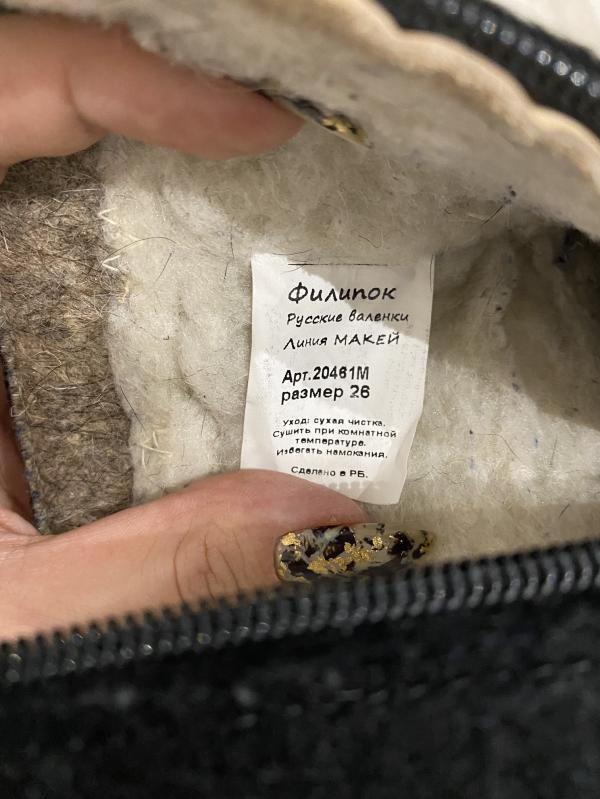 Филипок
Русские валенки
Линия МАКЕЙ
Арт.20461М
размер 26
Уход: сухая чистка.
Сушить при комнатной
температуре.
Избегать намокания.
Сделано в РБ.